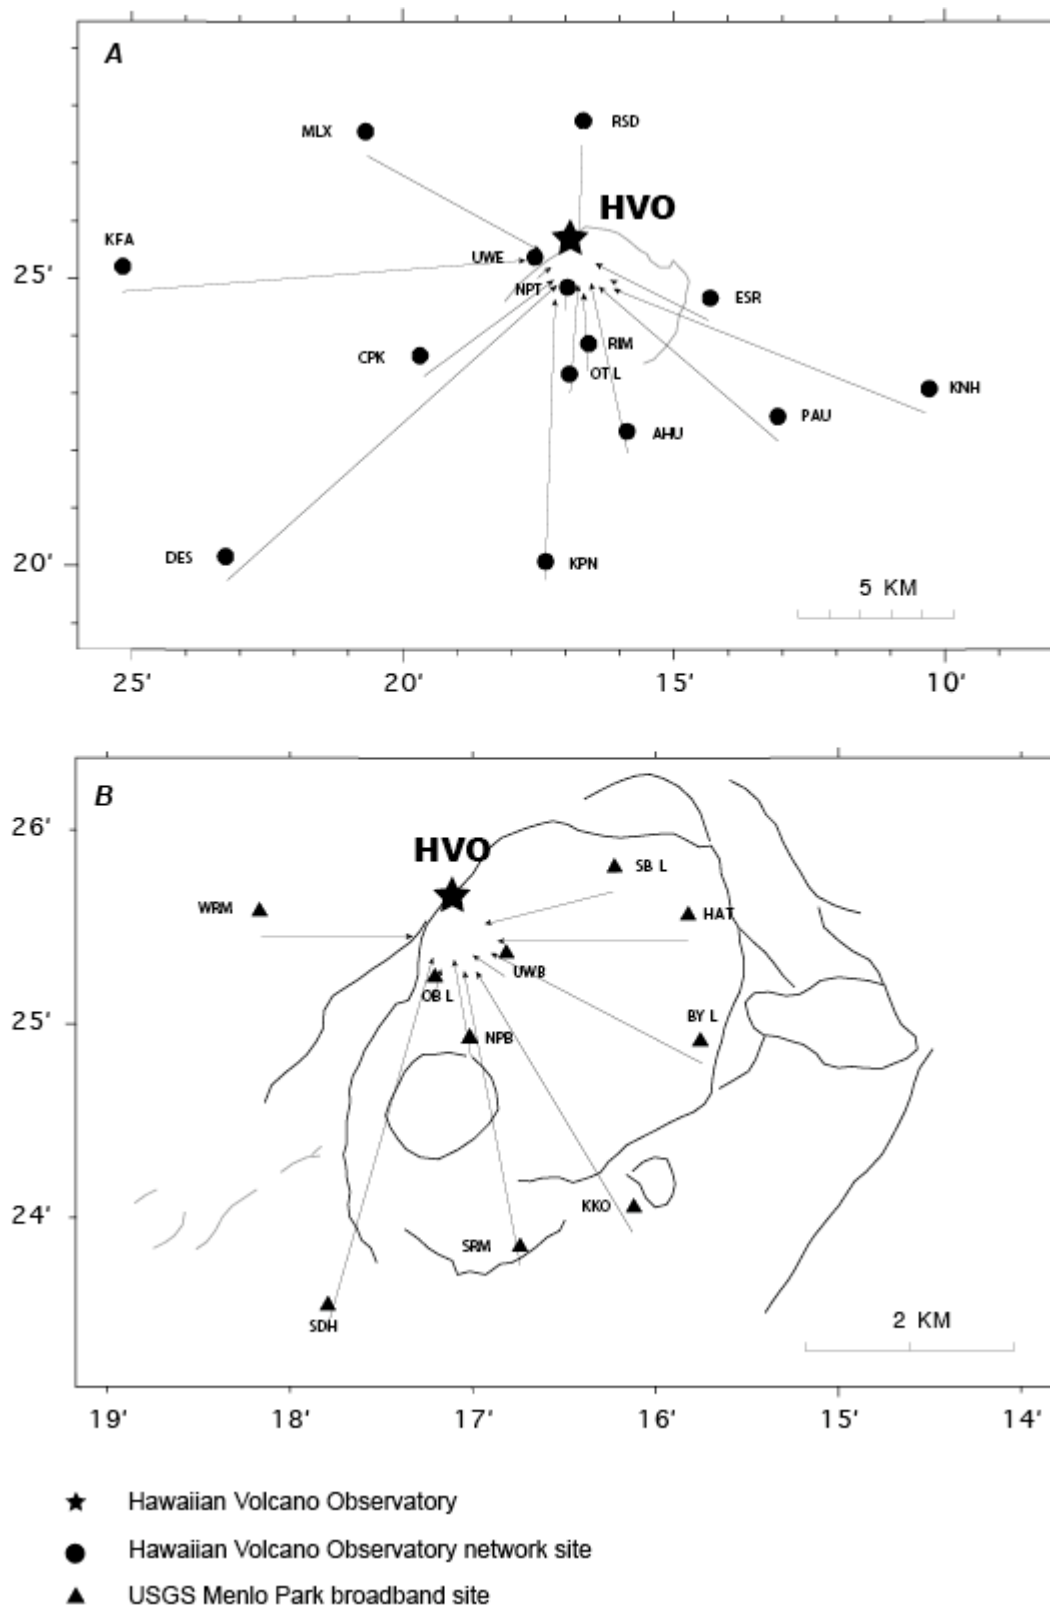 A
MLX
RSD
HVO
KFA
UWE
25'
NPT
ESR
RIM
CPK
OTL
KNH
PAU
AHU
DES
KPN
20'
5 KM
25'
20'
15'
10'
B
26'
HVO
SB L
WRM
HAT
UWB
OB L
BY L
25'
NPB
KKO
24'
SRM
SDH
2 KM
19'
18'
17'
16'
15'
14'
Hawaiian Volcano Observatory
Hawaiian Volcano Observatory network site
USGS Menlo Park broadband site